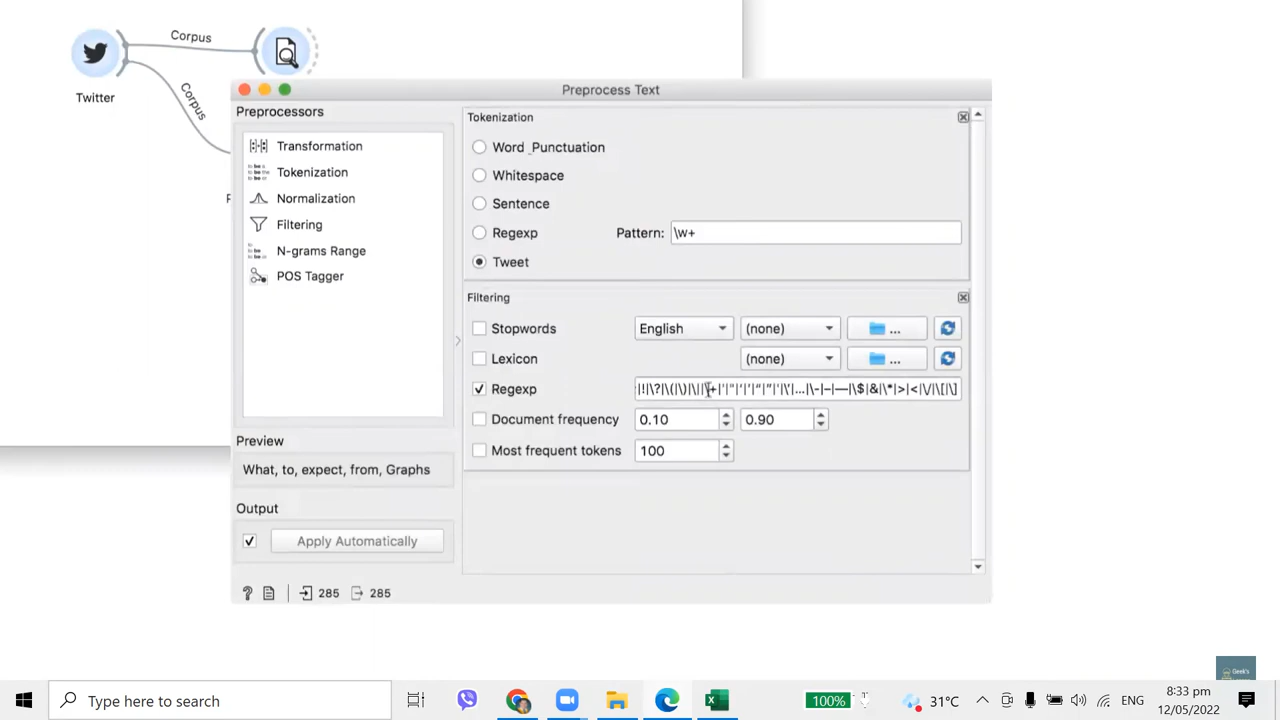 Corpus
Twitter
Corpus
Preprocess Text
Preprocessors
Transformation
Tokenization
Normalization
Filtering
N-grams Range
POS Tagger
Preview
What, to, expect, from, Graphs
Output
Apply Automatically
? 285 285
Tokenization
Word _Punctuation
Whitespace
Sentence
Regexp Pattern: \w+
Tweet
Filtering
Stopwords English (none) ...
Lexicon (none) ...
Regexp
Document frequency 0.10 0.90
Most frequent tokens 100
Geek's
Type here to search
100% 31°C ENG 8:33 pm
12/05/2022